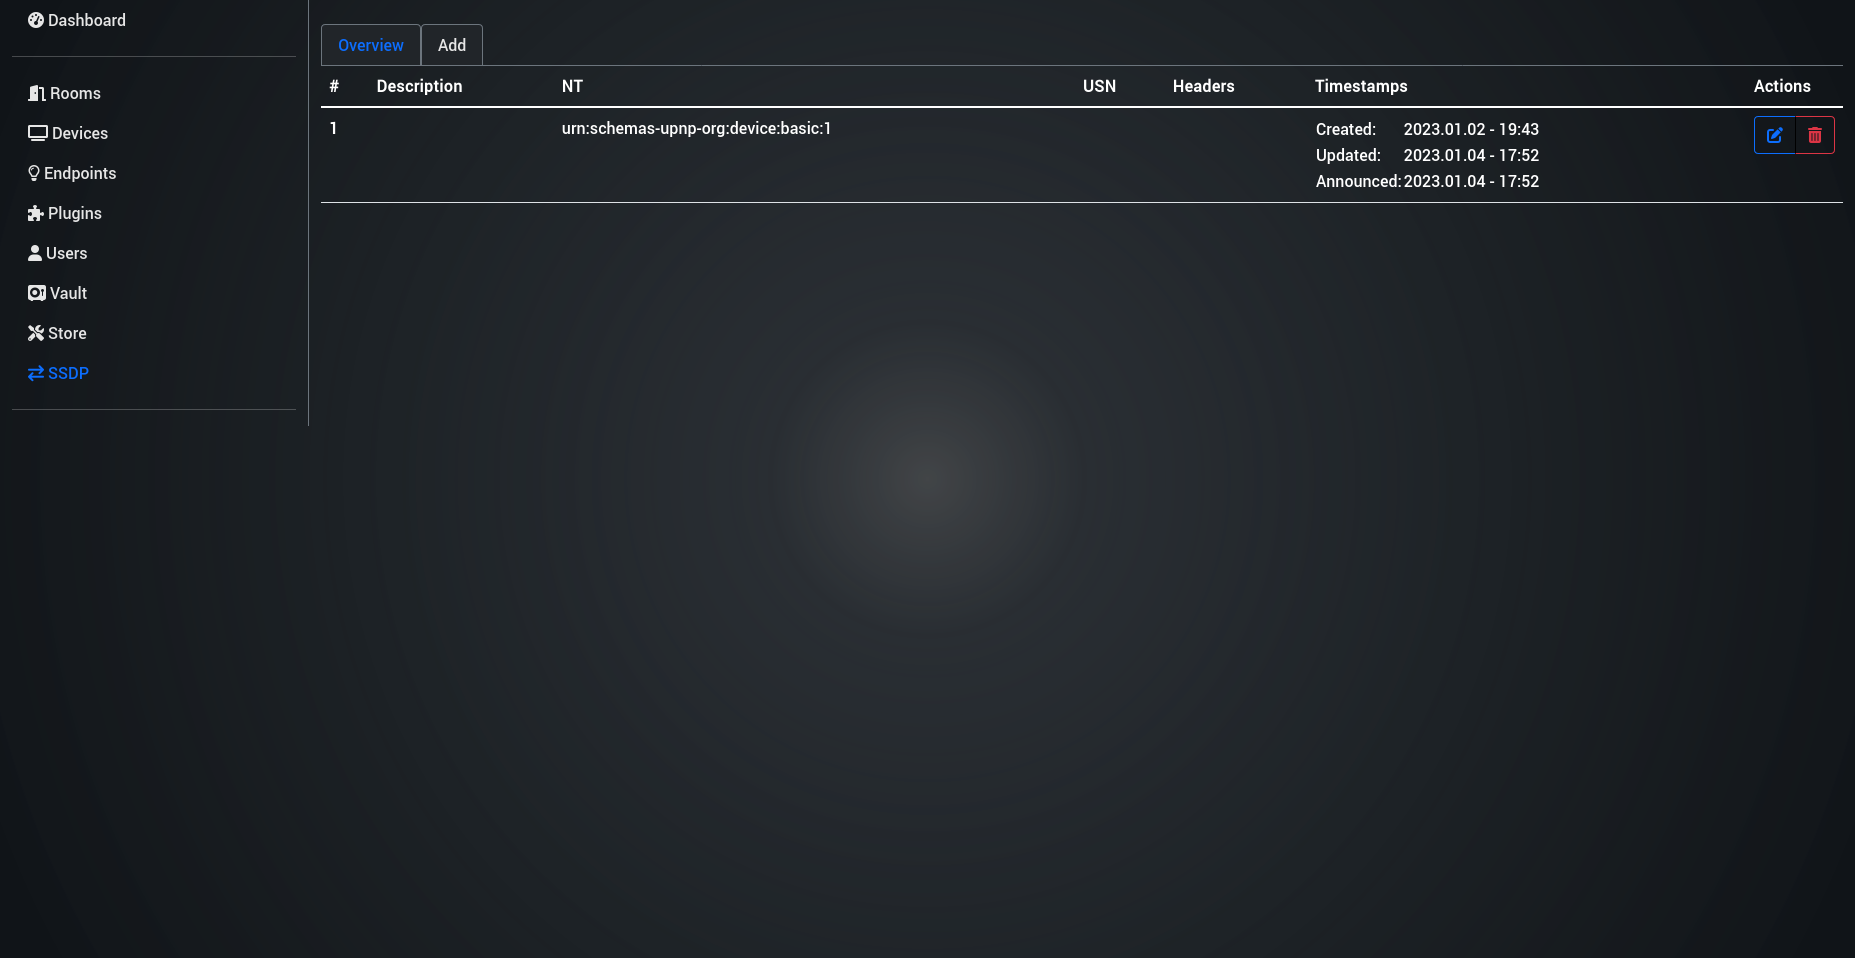 Dashboard
Rooms
Devices
Endpoints
Plugins
Users
Vault
Store
SSDP
Overview Add
# Description NT USN Headers Timestamps Actions
1 urn:schemas-upnp-org:device:basic:1 Created: 2023.01.02 - 19:43
Updated: 2023.01.04 - 17:52
Announced: 2023.01.04 - 17:52